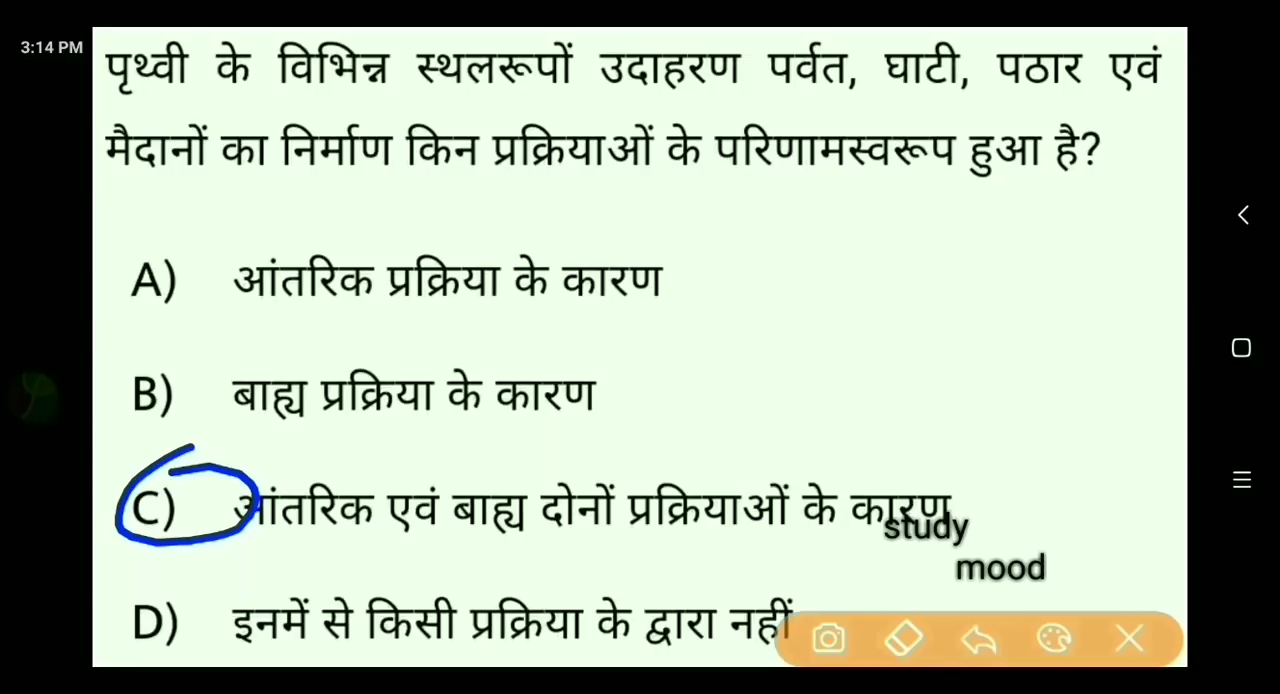 3:14 PM
पृथ्वी के विभिन्न स्थलरूपों उदाहरण पर्वत, घाटी, पठार एवं
मैदानों का निर्माण किन प्रक्रियाओं के परिणामस्वरूप हुआ है?
A) आंतरिक प्रक्रिया के कारण
B) बाह्य प्रक्रिया के कारण
C) आंतरिक एवं बाह्य दोनों प्रक्रियाओं के कारण
study
mood
D) इनमें से किसी प्रक्रिया के द्वारा नहीं